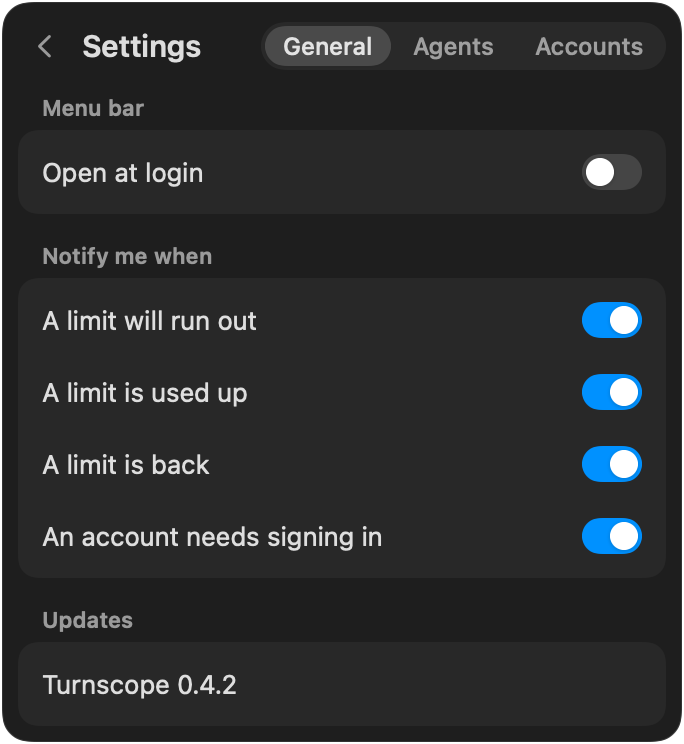 Settings
General
Agents
Accounts
Menu bar
Open at login
Notify me when
A limit will run out
A limit is used up
A limit is back
An account needs signing in
Updates
Turnscope 0.4.2